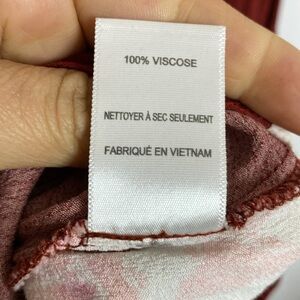 100% VISCOSE
NETTOYER À SEC SEULEMENT
FABRIQUÉ EN VIETNAM